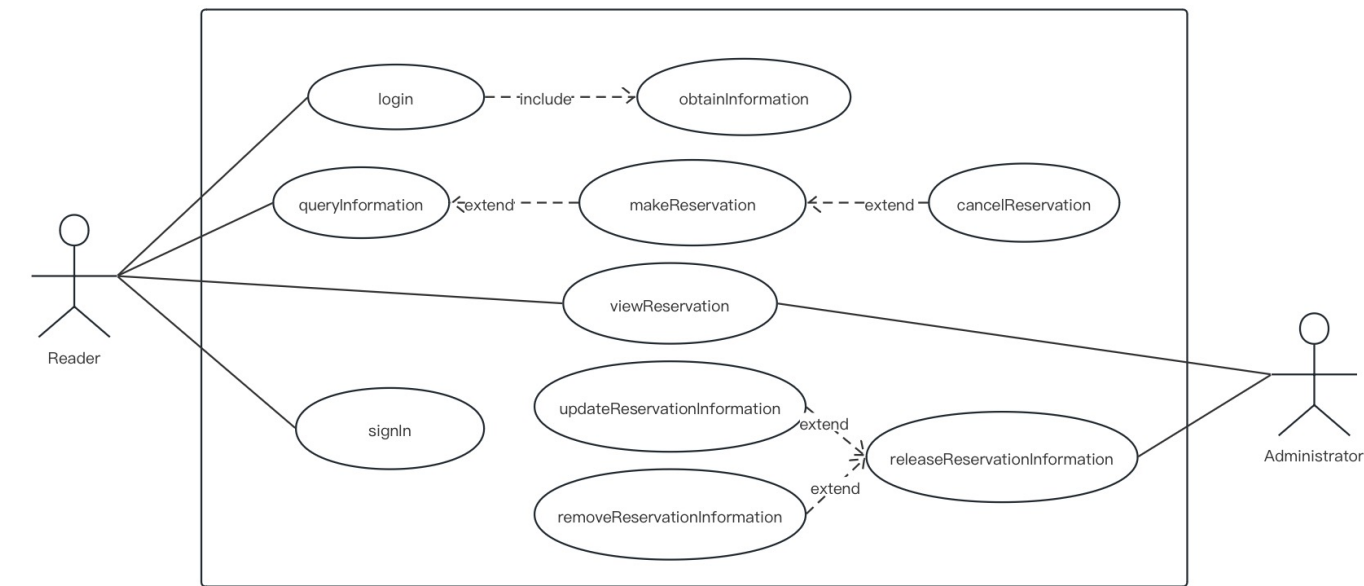 login
include
obtainInformation
queryInformation
extend
makeReservation
extend
cancelReservation
viewReservation
Reader
updateReservationInformation
extend
signIn
releaseReservationInformation
Administrator
extend
removeReservationInformation